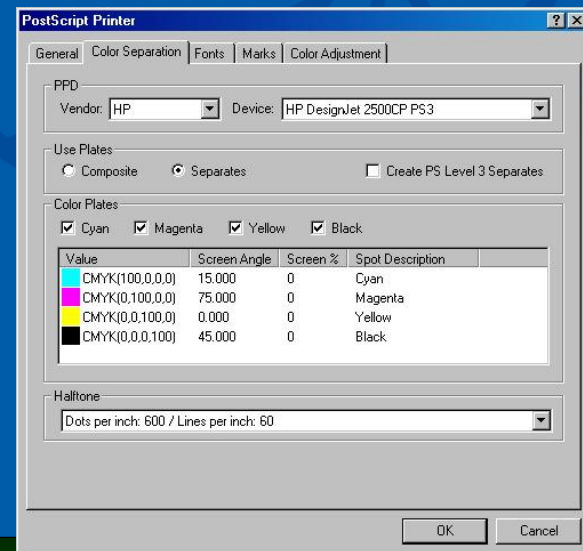 PostScript Printer
General Color Separation Fonts Marks Color Adjustment
PPD
Vendor: HP Device: HP DesignJet 2500CP PS3
Use Plates
Composite Separates Create PS Level 3 Separates
Color Plates
Cyan Magenta Yellow Black
Value Screen Angle Screen % Spot Description
CMYK(100,0,0,0) 15.000 0 Cyan
CMYK(0,100,0,0) 75.000 0 Magenta
CMYK(0,0,100,0) 0.000 0 Yellow
CMYK(0,0,0,100) 45.000 0 Black
Halftone
Dots per inch: 600 / Lines per inch: 60
OK Cancel